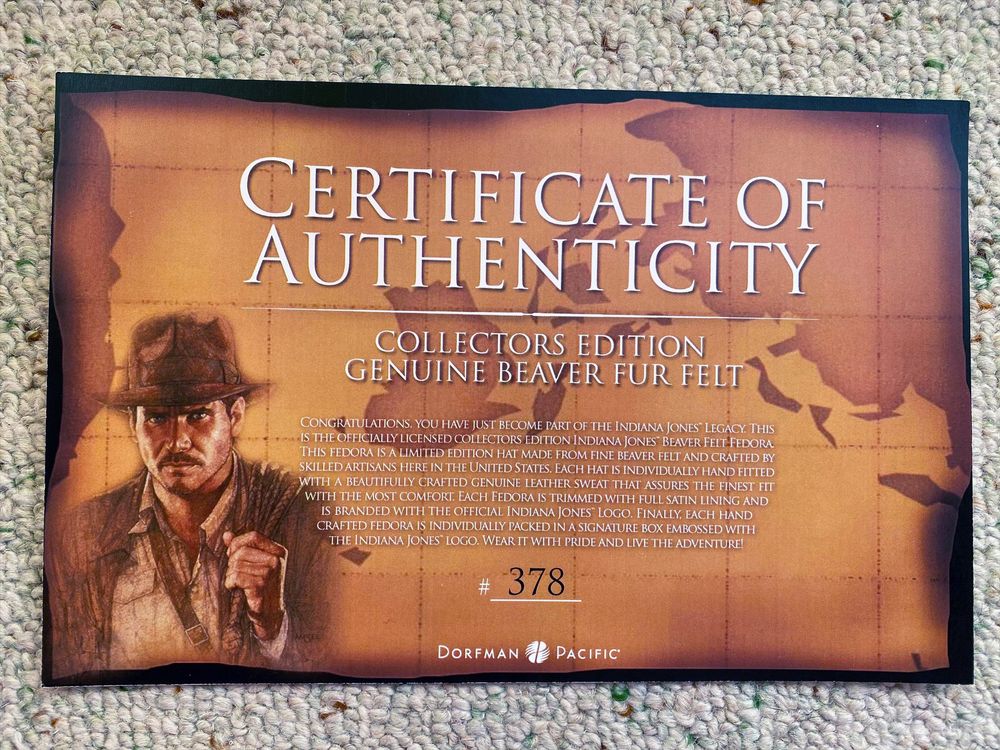 CERTIFICATE OF
AUTHENTICITY
COLLECTORS EDITION
GENUINE BEAVER FUR FELT
CONGRATULATIONS, YOU HAVE JUST BECOME PART OF THE INDIANA JONES™ LEGACY. THIS
IS THE OFFICIALLY LICENSED COLLECTORS EDITION INDIANA JONES™ BEAVER FELT FEDORA.
THIS FEDORA IS A LIMITED EDITION HAT MADE FROM FINE BEAVER FELT AND CRAFTED BY
SKILLED ARTISANS HERE IN THE UNITED STATES. EACH HAT IS INDIVIDUALLY HAND FITTED
WITH A BEAUTIFULLY CRAFTED GENUINE LEATHER SWEAT THAT ASSURES THE FINEST FIT
WITH THE MOST COMFORT. EACH FEDORA IS TRIMMED WITH FULL SATIN LINING AND
IS BRANDED WITH THE OFFICIAL INDIANA JONES™ LOGO. FINALLY, EACH HAND
CRAFTED FEDORA IS INDIVIDUALLY PACKED IN A SIGNATURE BOX EMBOSSED WITH
THE INDIANA JONES™ LOGO. WEAR IT WITH PRIDE AND LIVE THE ADVENTURE!
# 378
DORFMAN PACIFIC®